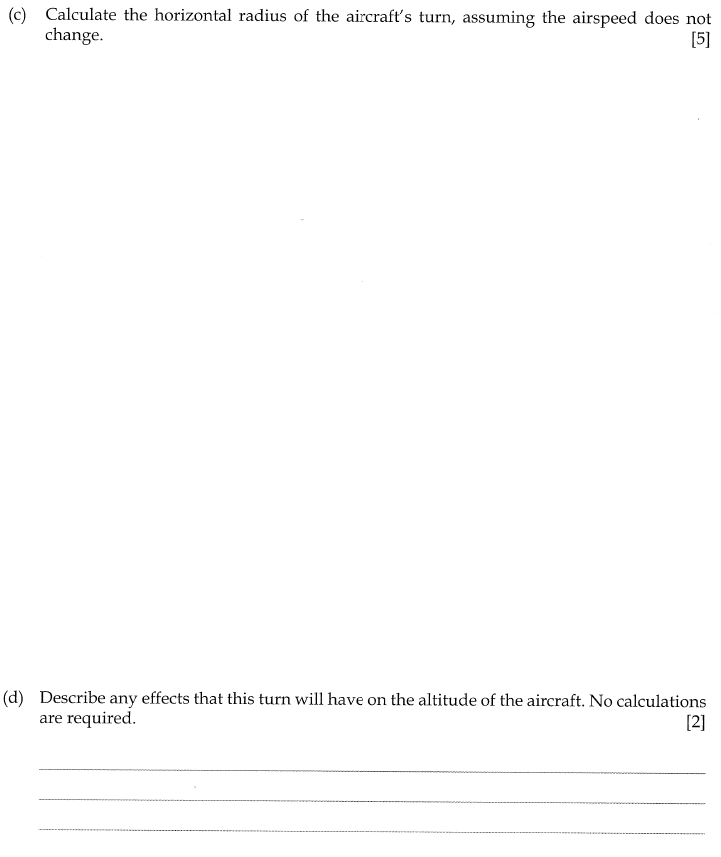 (c) Calculate the horizontal radius of the aircraft's turn, assuming the airspeed does not
change. [5]
(d) Describe any effects that this turn will have on the altitude of the aircraft. No calculations
are required. [2]